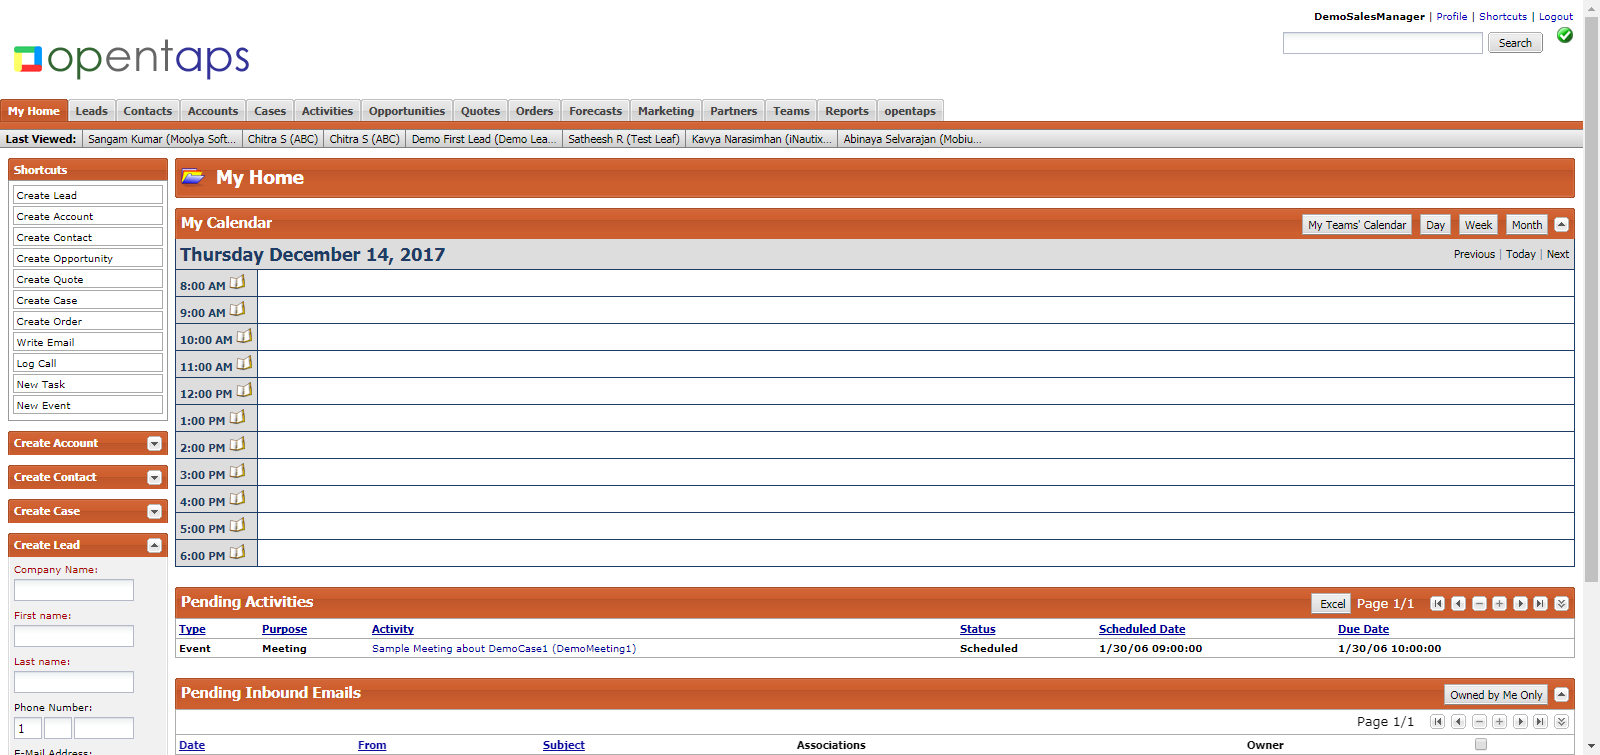 DemoSalesManager | Profile | Shortcuts | Logout
Search
opentaps
My Home Leads Contacts Accounts Cases Activities Opportunities Quotes Orders Forecasts Marketing Partners Teams Reports opentaps
Last Viewed: Sangam Kumar (Moolya Soft... Chitra S (ABC) Chitra S (ABC) Demo First Lead (Demo Lea... Satheesh R (Test Leaf) Kavya Narasimhan (iNautix... Abinaya Selvarajan (Mobiu...
Shortcuts
Create Lead
Create Account
Create Contact
Create Opportunity
Create Quote
Create Case
Create Order
Write Email
Log Call
New Task
New Event
Create Account
Create Contact
Create Case
Create Lead
Company Name:
First name:
Last name:
Phone Number:
1
E-Mail Address:
My Home
My Calendar My Teams' Calendar Day Week Month
Thursday December 14, 2017 Previous | Today | Next
8:00 AM
9:00 AM
10:00 AM
11:00 AM
12:00 PM
1:00 PM
2:00 PM
3:00 PM
4:00 PM
5:00 PM
6:00 PM
Pending Activities Excel Page 1/1
Type Purpose Activity Status Scheduled Date Due Date
Event Meeting Sample Meeting about DemoCase1 (DemoMeeting1) Scheduled 1/30/06 09:00:00 1/30/06 10:00:00
Pending Inbound Emails Owned by Me Only
Page 1/1
Date From Subject Associations Owner